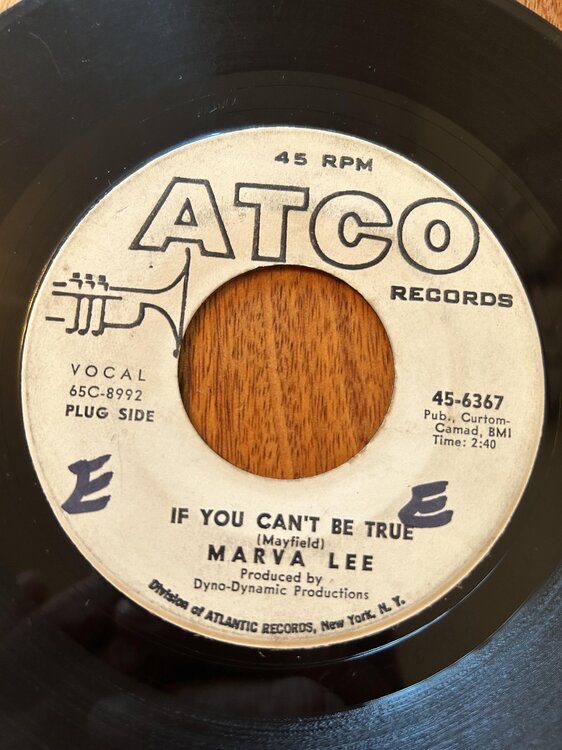 45 RPM
ATCO
RECORDS
VOCAL
65C-8992
PLUG SIDE
45-6367
Pub., Curtom-
Camad, BMI
Time: 2:40
E
E
IF YOU CAN'T BE TRUE
(Mayfield)
MARVA LEE
Produced by
Dyno-Dynamic Productions
Division of ATLANTIC RECORDS, New York, N. Y.